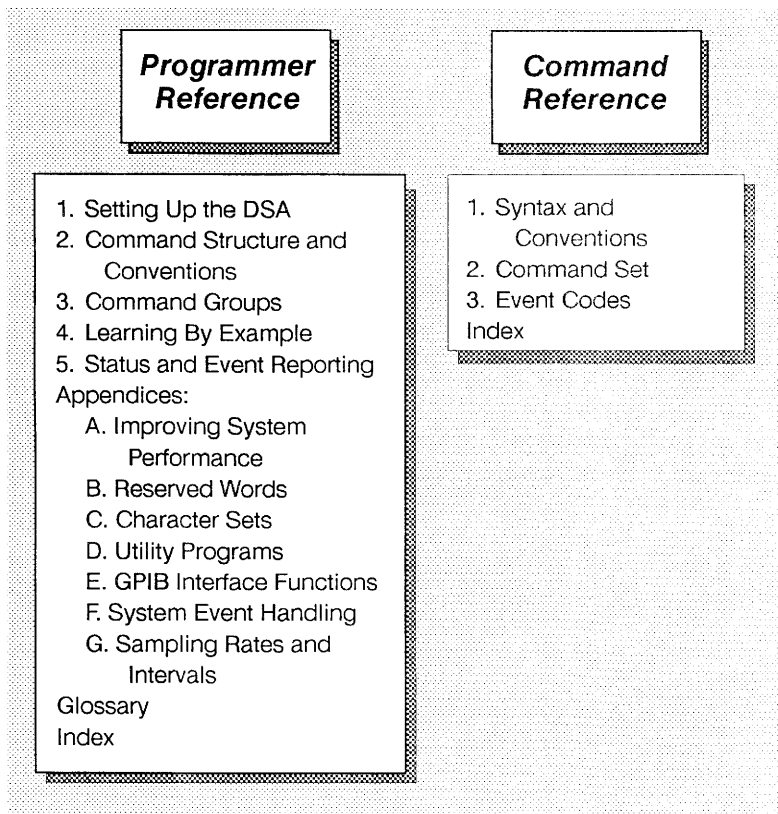 Programmer
Reference
1. Setting Up the DSA
2. Command Structure and
Conventions
3. Command Groups
4. Learning By Example
5. Status and Event Reporting
Appendices:
A. Improving System
Performance
B. Reserved Words
C. Character Sets
D. Utility Programs
E. GPIB Interface Functions
F. System Event Handling
G. Sampling Rates and
Intervals
Glossary
Index
Command
Reference
1. Syntax and
Conventions
2. Command Set
3. Event Codes
Index